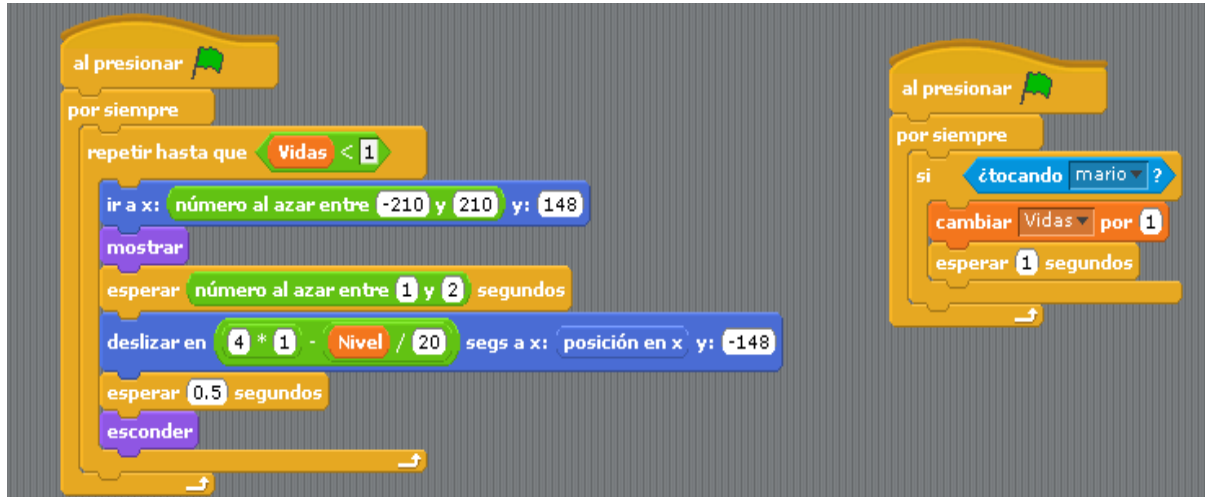 al presionar
por siempre
repetir hasta que Vidas < 1
ir a x: número al azar entre -210 y 210 y: 148
mostrar
esperar número al azar entre 1 y 2 segundos
deslizar en 4 * 1 - Nivel / 20 segs a x: posición en x y: -148
esperar 0.5 segundos
esconder
al presionar
por siempre
si ¿tocando mario ?
cambiar Vidas por 1
esperar 1 segundos